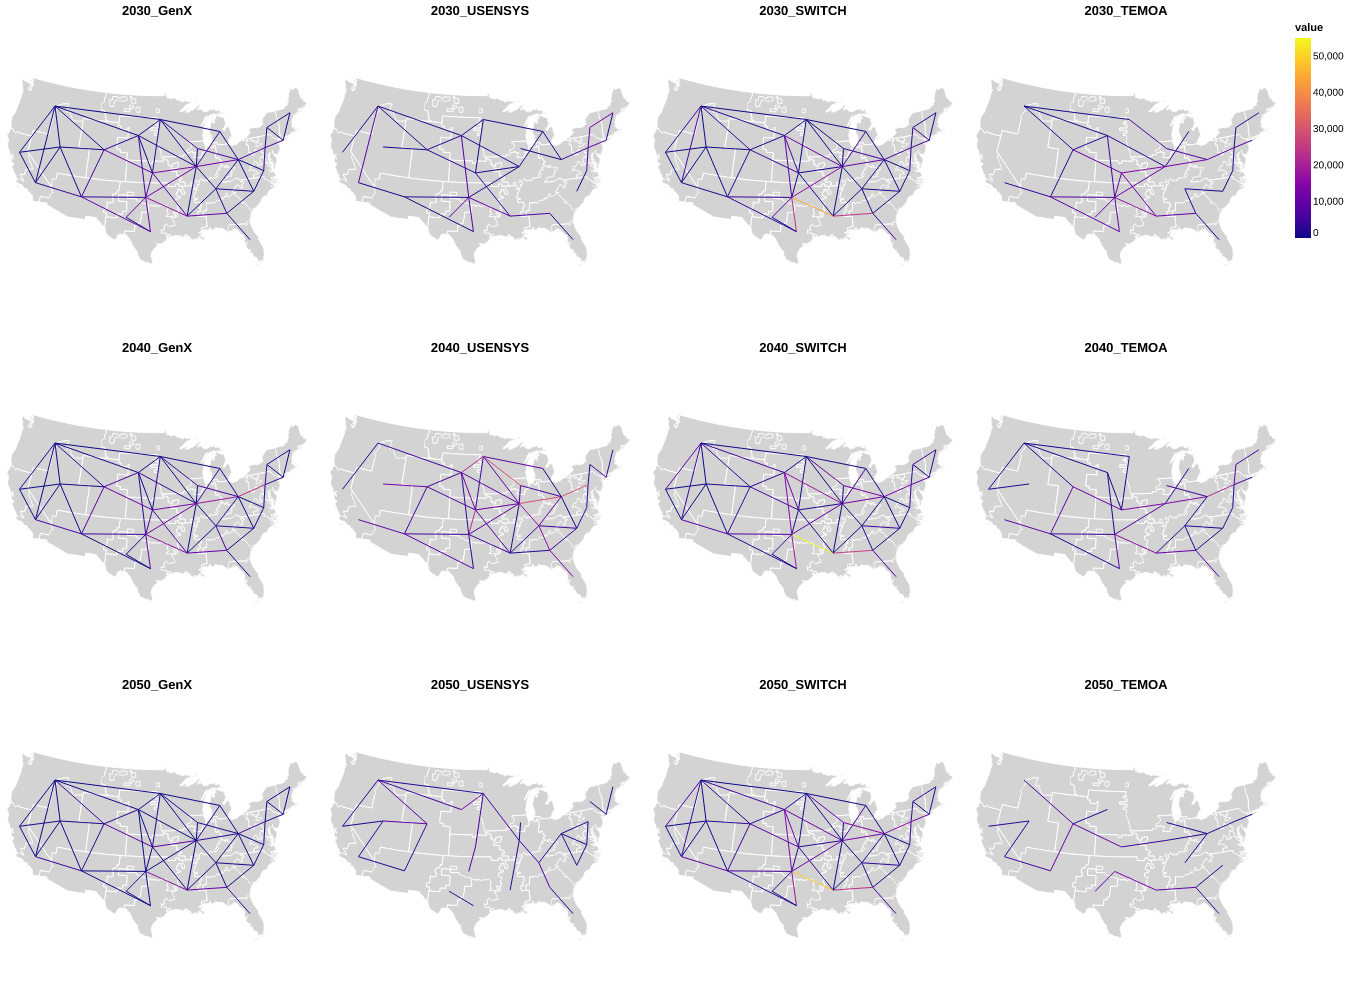 2030_GenX
2030_USENSYS
2030_SWITCH
2030_TEMOA
value
50,000
40,000
30,000
20,000
10,000
0
2040_GenX
2040_USENSYS
2040_SWITCH
2040_TEMOA
2050_GenX
2050_USENSYS
2050_SWITCH
2050_TEMOA